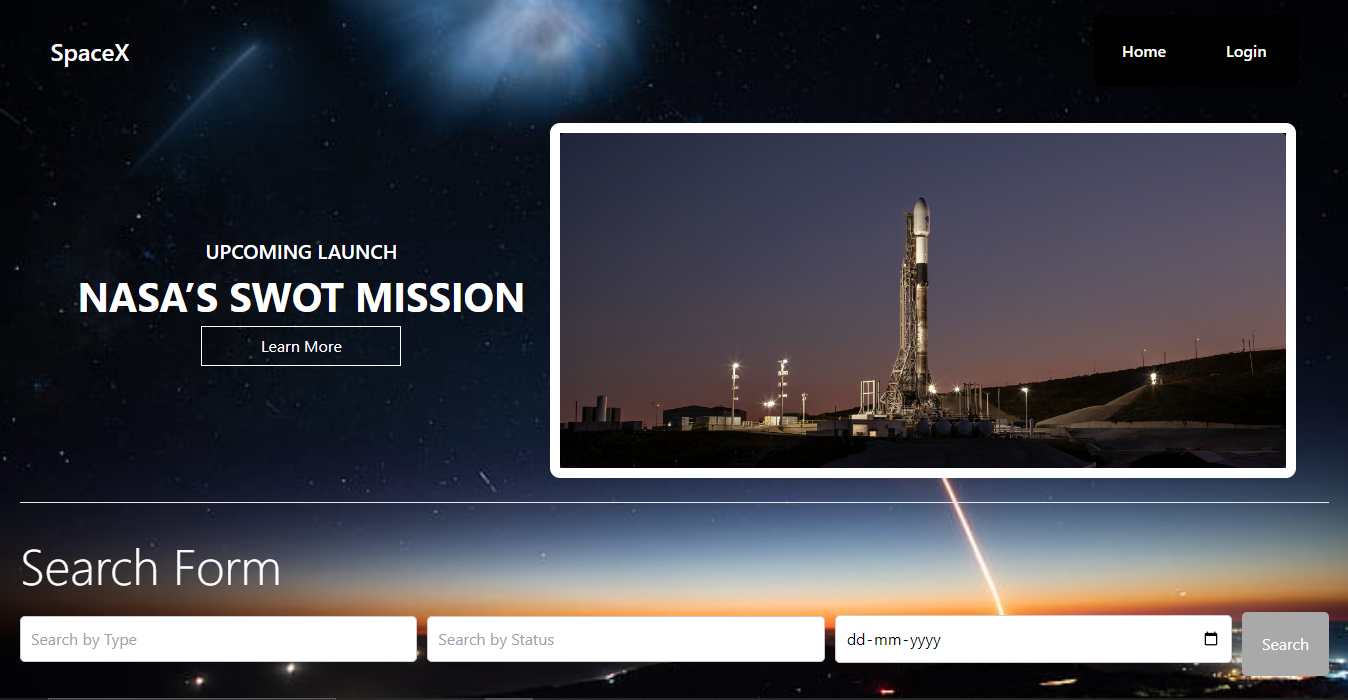 SpaceX
Home
Login
UPCOMING LAUNCH
NASA’S SWOT MISSION
Learn More
Search Form
Search by Type
Search by Status
dd-mm-yyyy
Search